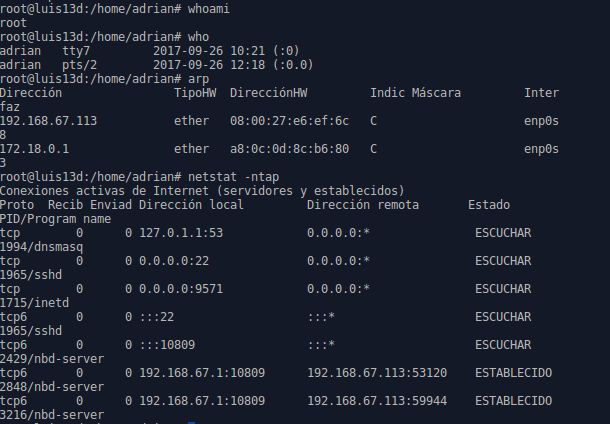 root@luis13d:/home/adrian# whoami
root
root@luis13d:/home/adrian# who
adrian   tty7         2017-09-26 10:21 (:0)
adrian   pts/2        2017-09-26 12:18 (:0.0)
root@luis13d:/home/adrian# arp
Dirección                TipoHW  DirecciónHW         Indic Máscara         Inter
faz
192.168.67.113           ether   08:00:27:e6:ef:6c   C                     enp0s
8
172.18.0.1               ether   a8:0c:0d:8c:b6:80   C                     enp0s
3
root@luis13d:/home/adrian# netstat -ntap
Conexiones activas de Internet (servidores y establecidos)
Proto  Recib Enviad Dirección local         Dirección remota       Estado
PID/Program name
tcp        0      0 127.0.1.1:53            0.0.0.0:*               ESCUCHAR
1994/dnsmasq
tcp        0      0 0.0.0.0:22              0.0.0.0:*               ESCUCHAR
1965/sshd
tcp        0      0 0.0.0.0:9571            0.0.0.0:*               ESCUCHAR
1715/inetd
tcp6       0      0 :::22                   :::*                    ESCUCHAR
1965/sshd
tcp6       0      0 :::10809                :::*                    ESCUCHAR
2429/nbd-server
tcp6       0      0 192.168.67.1:10809      192.168.67.113:53120    ESTABLECIDO
2848/nbd-server
tcp6       0      0 192.168.67.1:10809      192.168.67.113:59944    ESTABLECIDO
3216/nbd-server